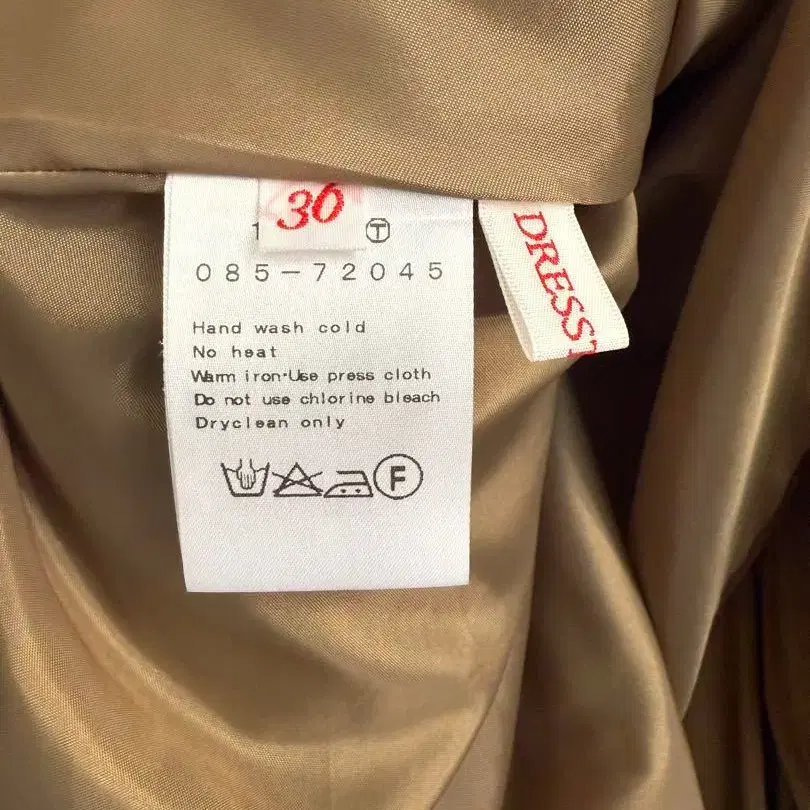 36
T
085-72045
Hand wash cold
No heat
Warm iron·Use press cloth
Do not use chlorine bleach
Dryclean only
F
DRESS